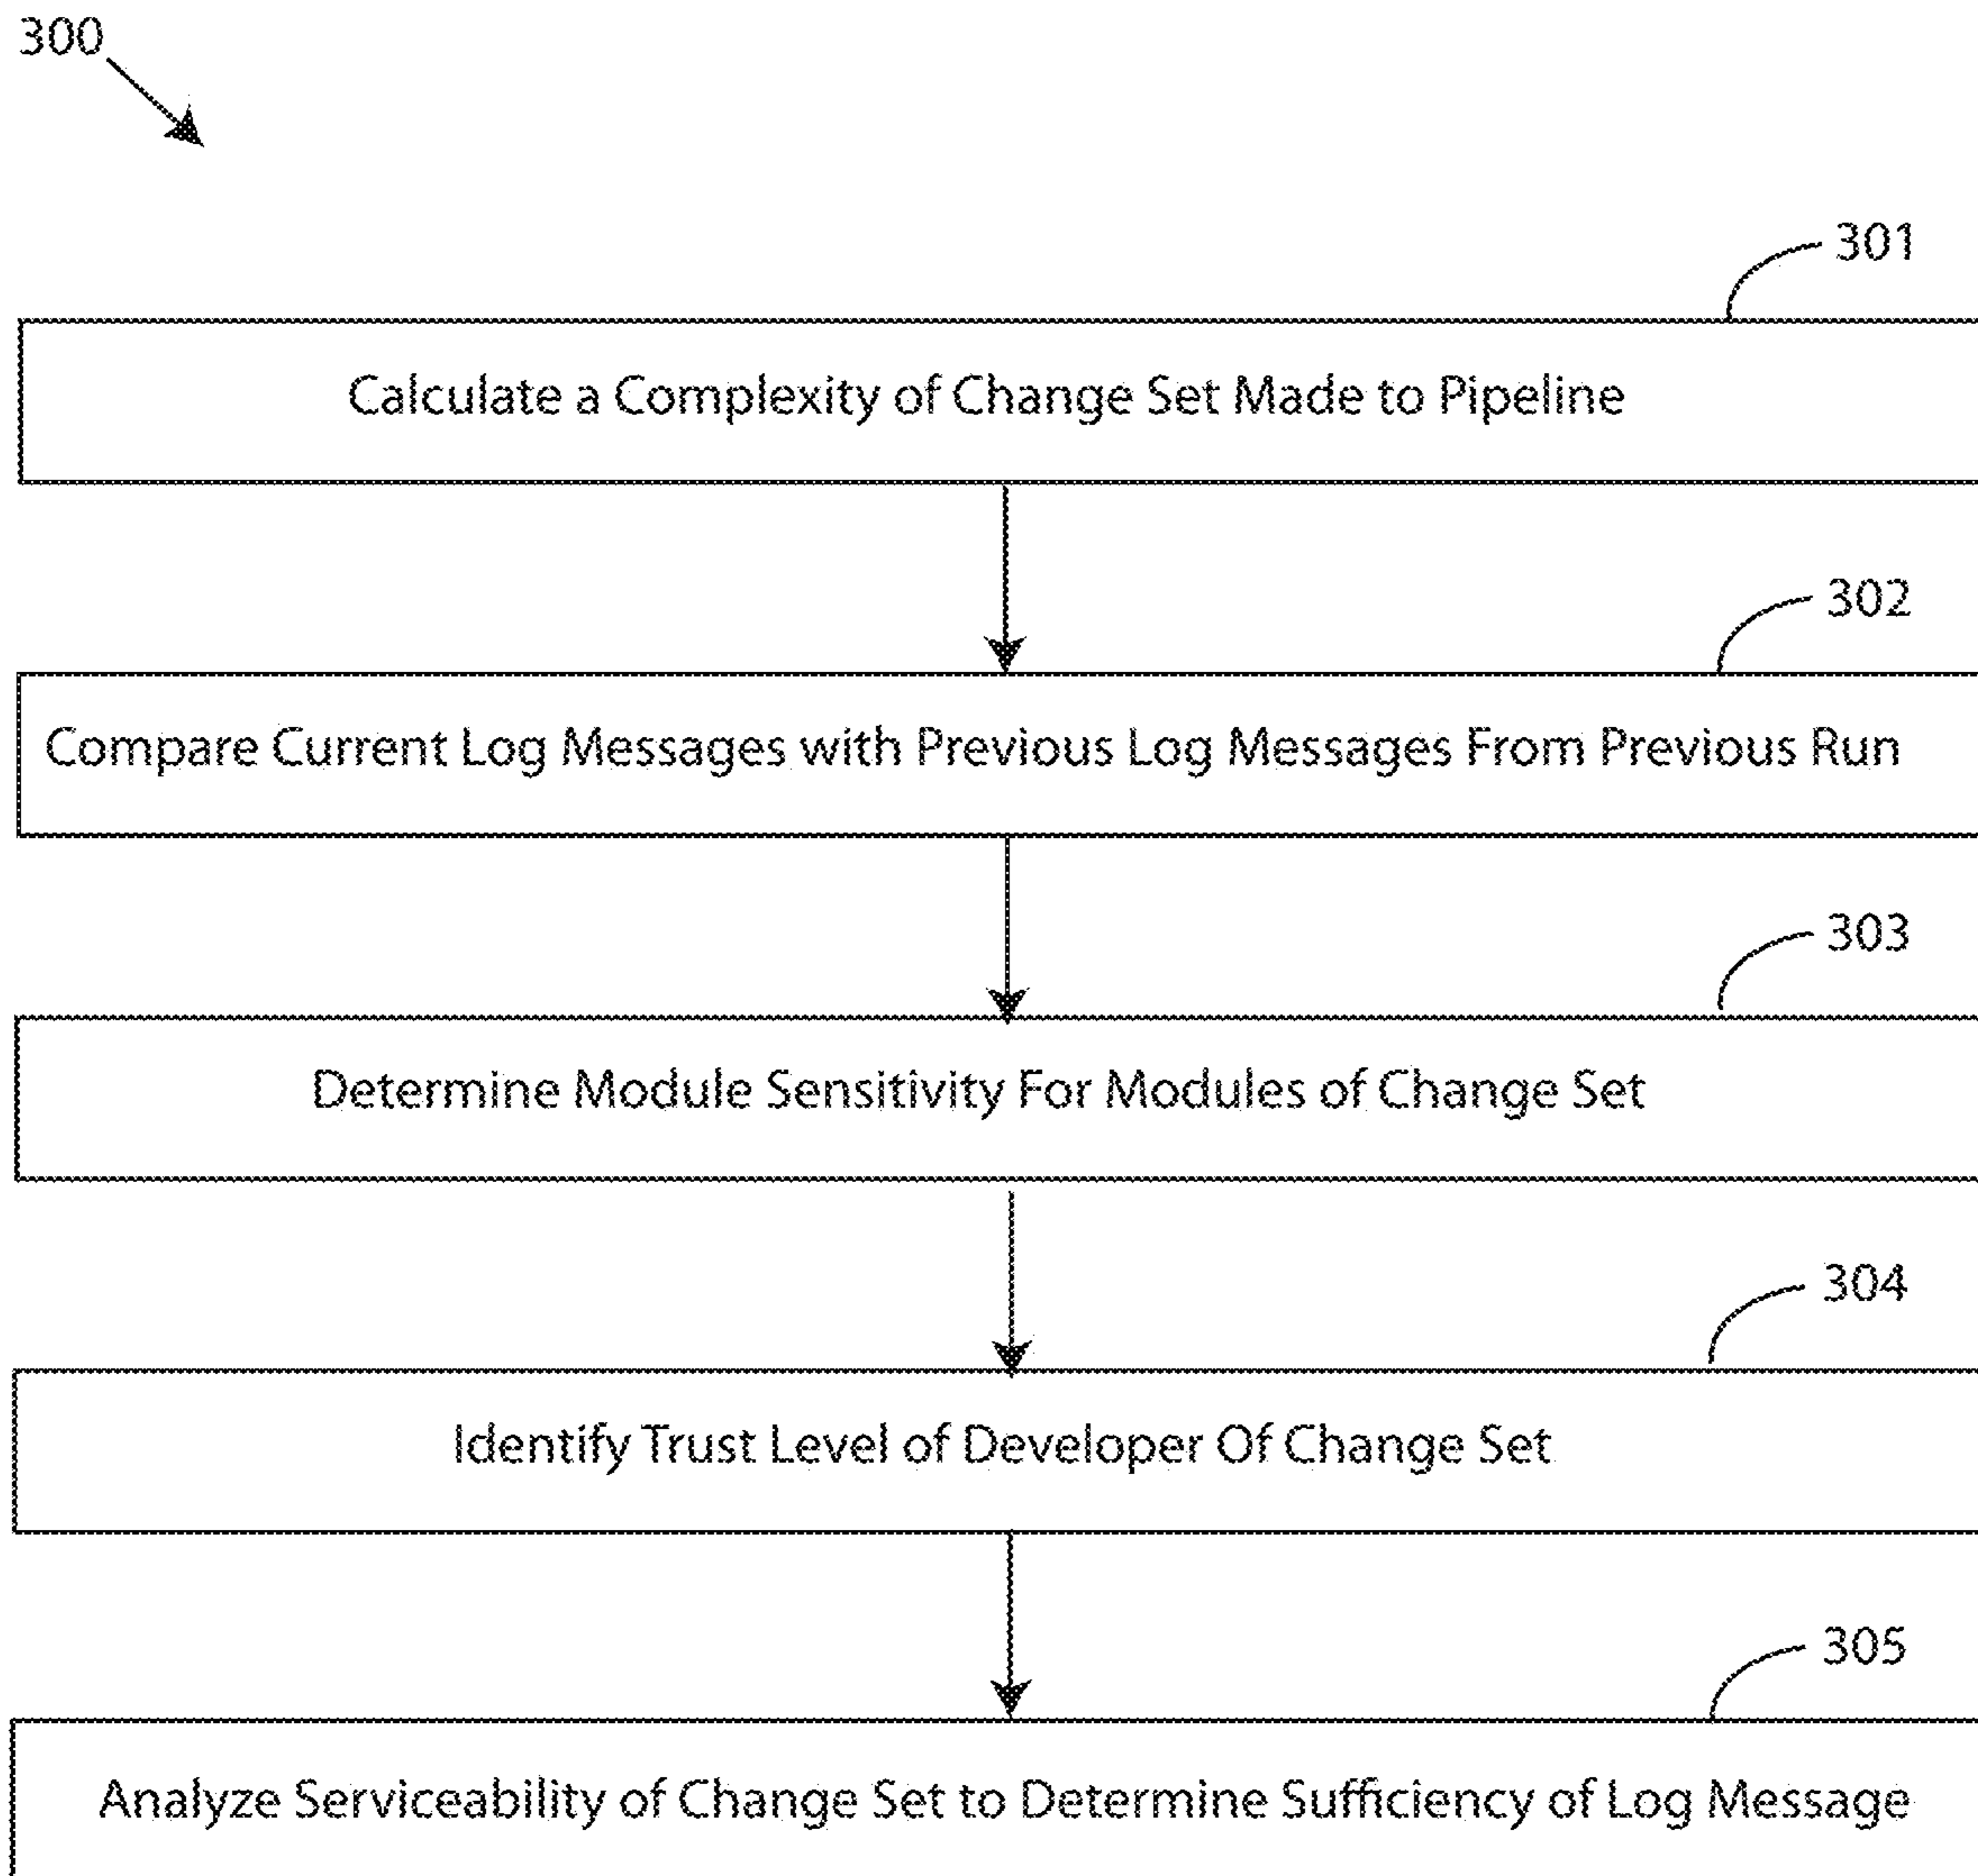 300
301
Calculate a Complexity of Change Set Made to Pipeline
302
Compare Current Log Messages with Previous Log Messages From Previous Run
303
Determine Module Sensitivity For Modules of Change Set
304
Identify Trust Level of Developer Of Change Set
305
Analyze Serviceability of Change Set to Determine Sufficiency of Log Message